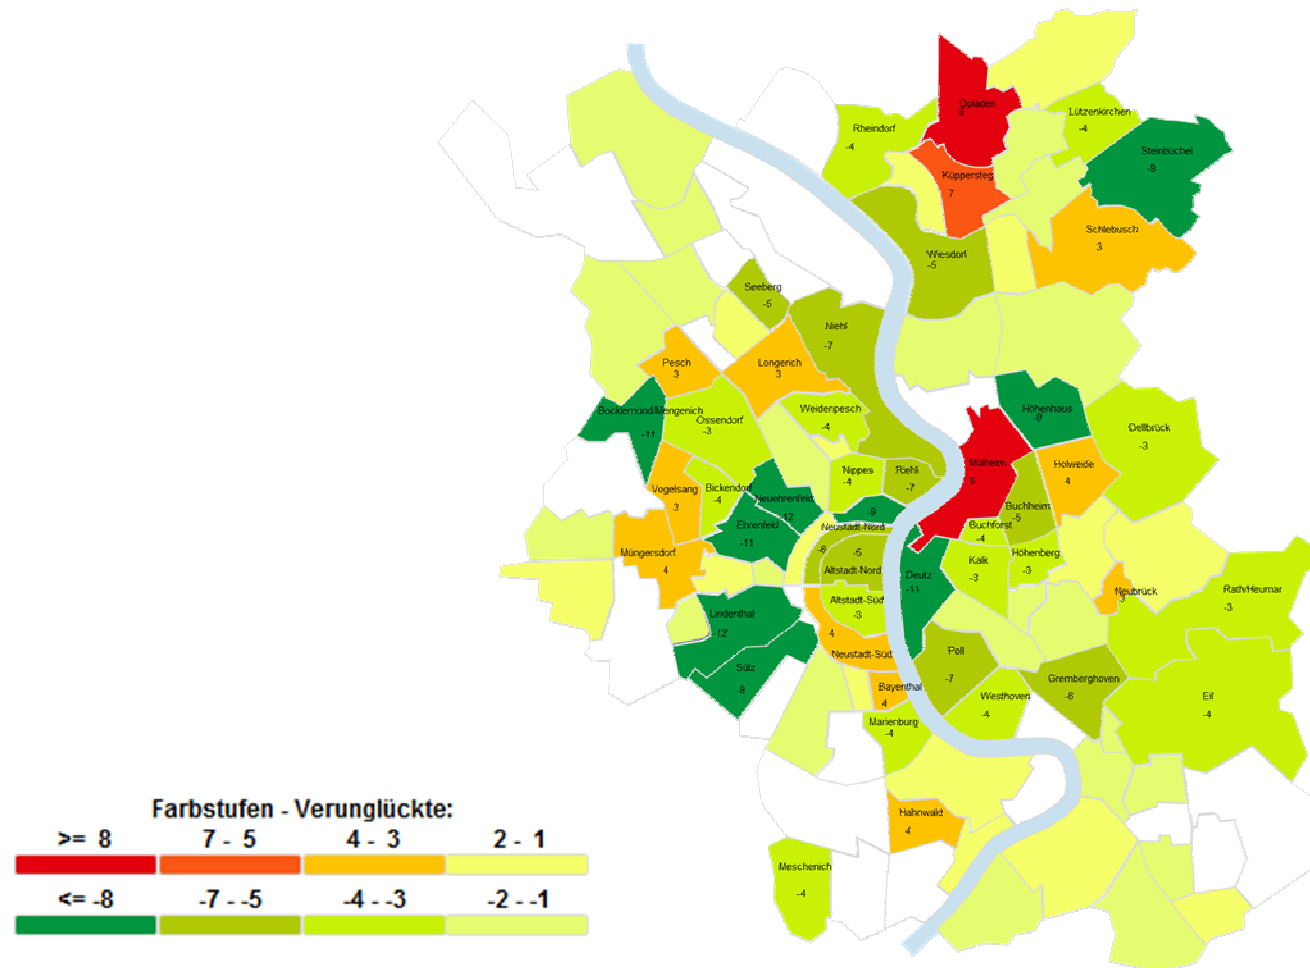 Opladen
8
Lützenkirchen
-4
Rheindorf
-4
Steinbüchel
-9
Küppersteg
7
Schlebusch
3
Wiesdorf
-5
Seeberg
-5
Niehl
-7
Pesch
3
Longerich
3
Bocklemünd/Mengenich
-11
Ossendorf
-3
Weidenpesch
-4
Höhenhaus
-9
Dellbrück
-3
Mülheim
9
Holweide
4
Nippes
-4
Riehl
-7
Vogelsang
3
Bickendorf
-4
Neuehrenfeld
-12
Buchheim
-5
-9
Ehrenfeld
-11
Neustadt-Nord
-6
Buchforst
-4
Müngersdorf
4
-5
Altstadt-Nord
Höhenberg
-3
Kalk
-3
Deutz
-11
Neubrück
3
Rath/Heumar
-3
Altstadt-Süd
-3
Lindenthal
-12
4
Neustadt-Süd
Poll
-7
Sülz
-8
Gremberghoven
-6
Bayenthal
4
Westhoven
-4
Eil
-4
Marienburg
-4
Hahnwald
4
Meschenich
-4
Farbstufen - Verunglückte:
>= 8 7 - 5 4 - 3 2 - 1
<= -8 -7 - -5 -4 - -3 -2 - -1